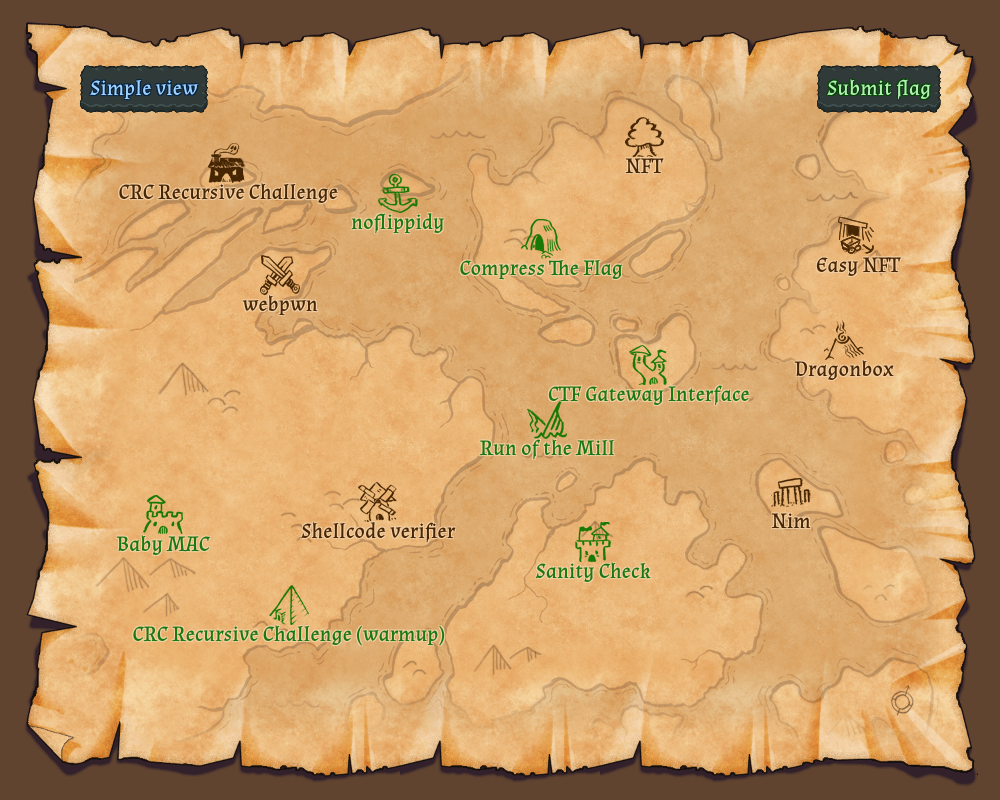 Simple view
Submit flag
NFT
CRC Recursive Challenge
noflippidy
Compress The Flag
Easy NFT
webpwn
Dragonbox
CTF Gateway Interface
Run of the Mill
Nim
Shellcode verifier
Baby MAC
Sanity Check
CRC Recursive Challenge (warmup)